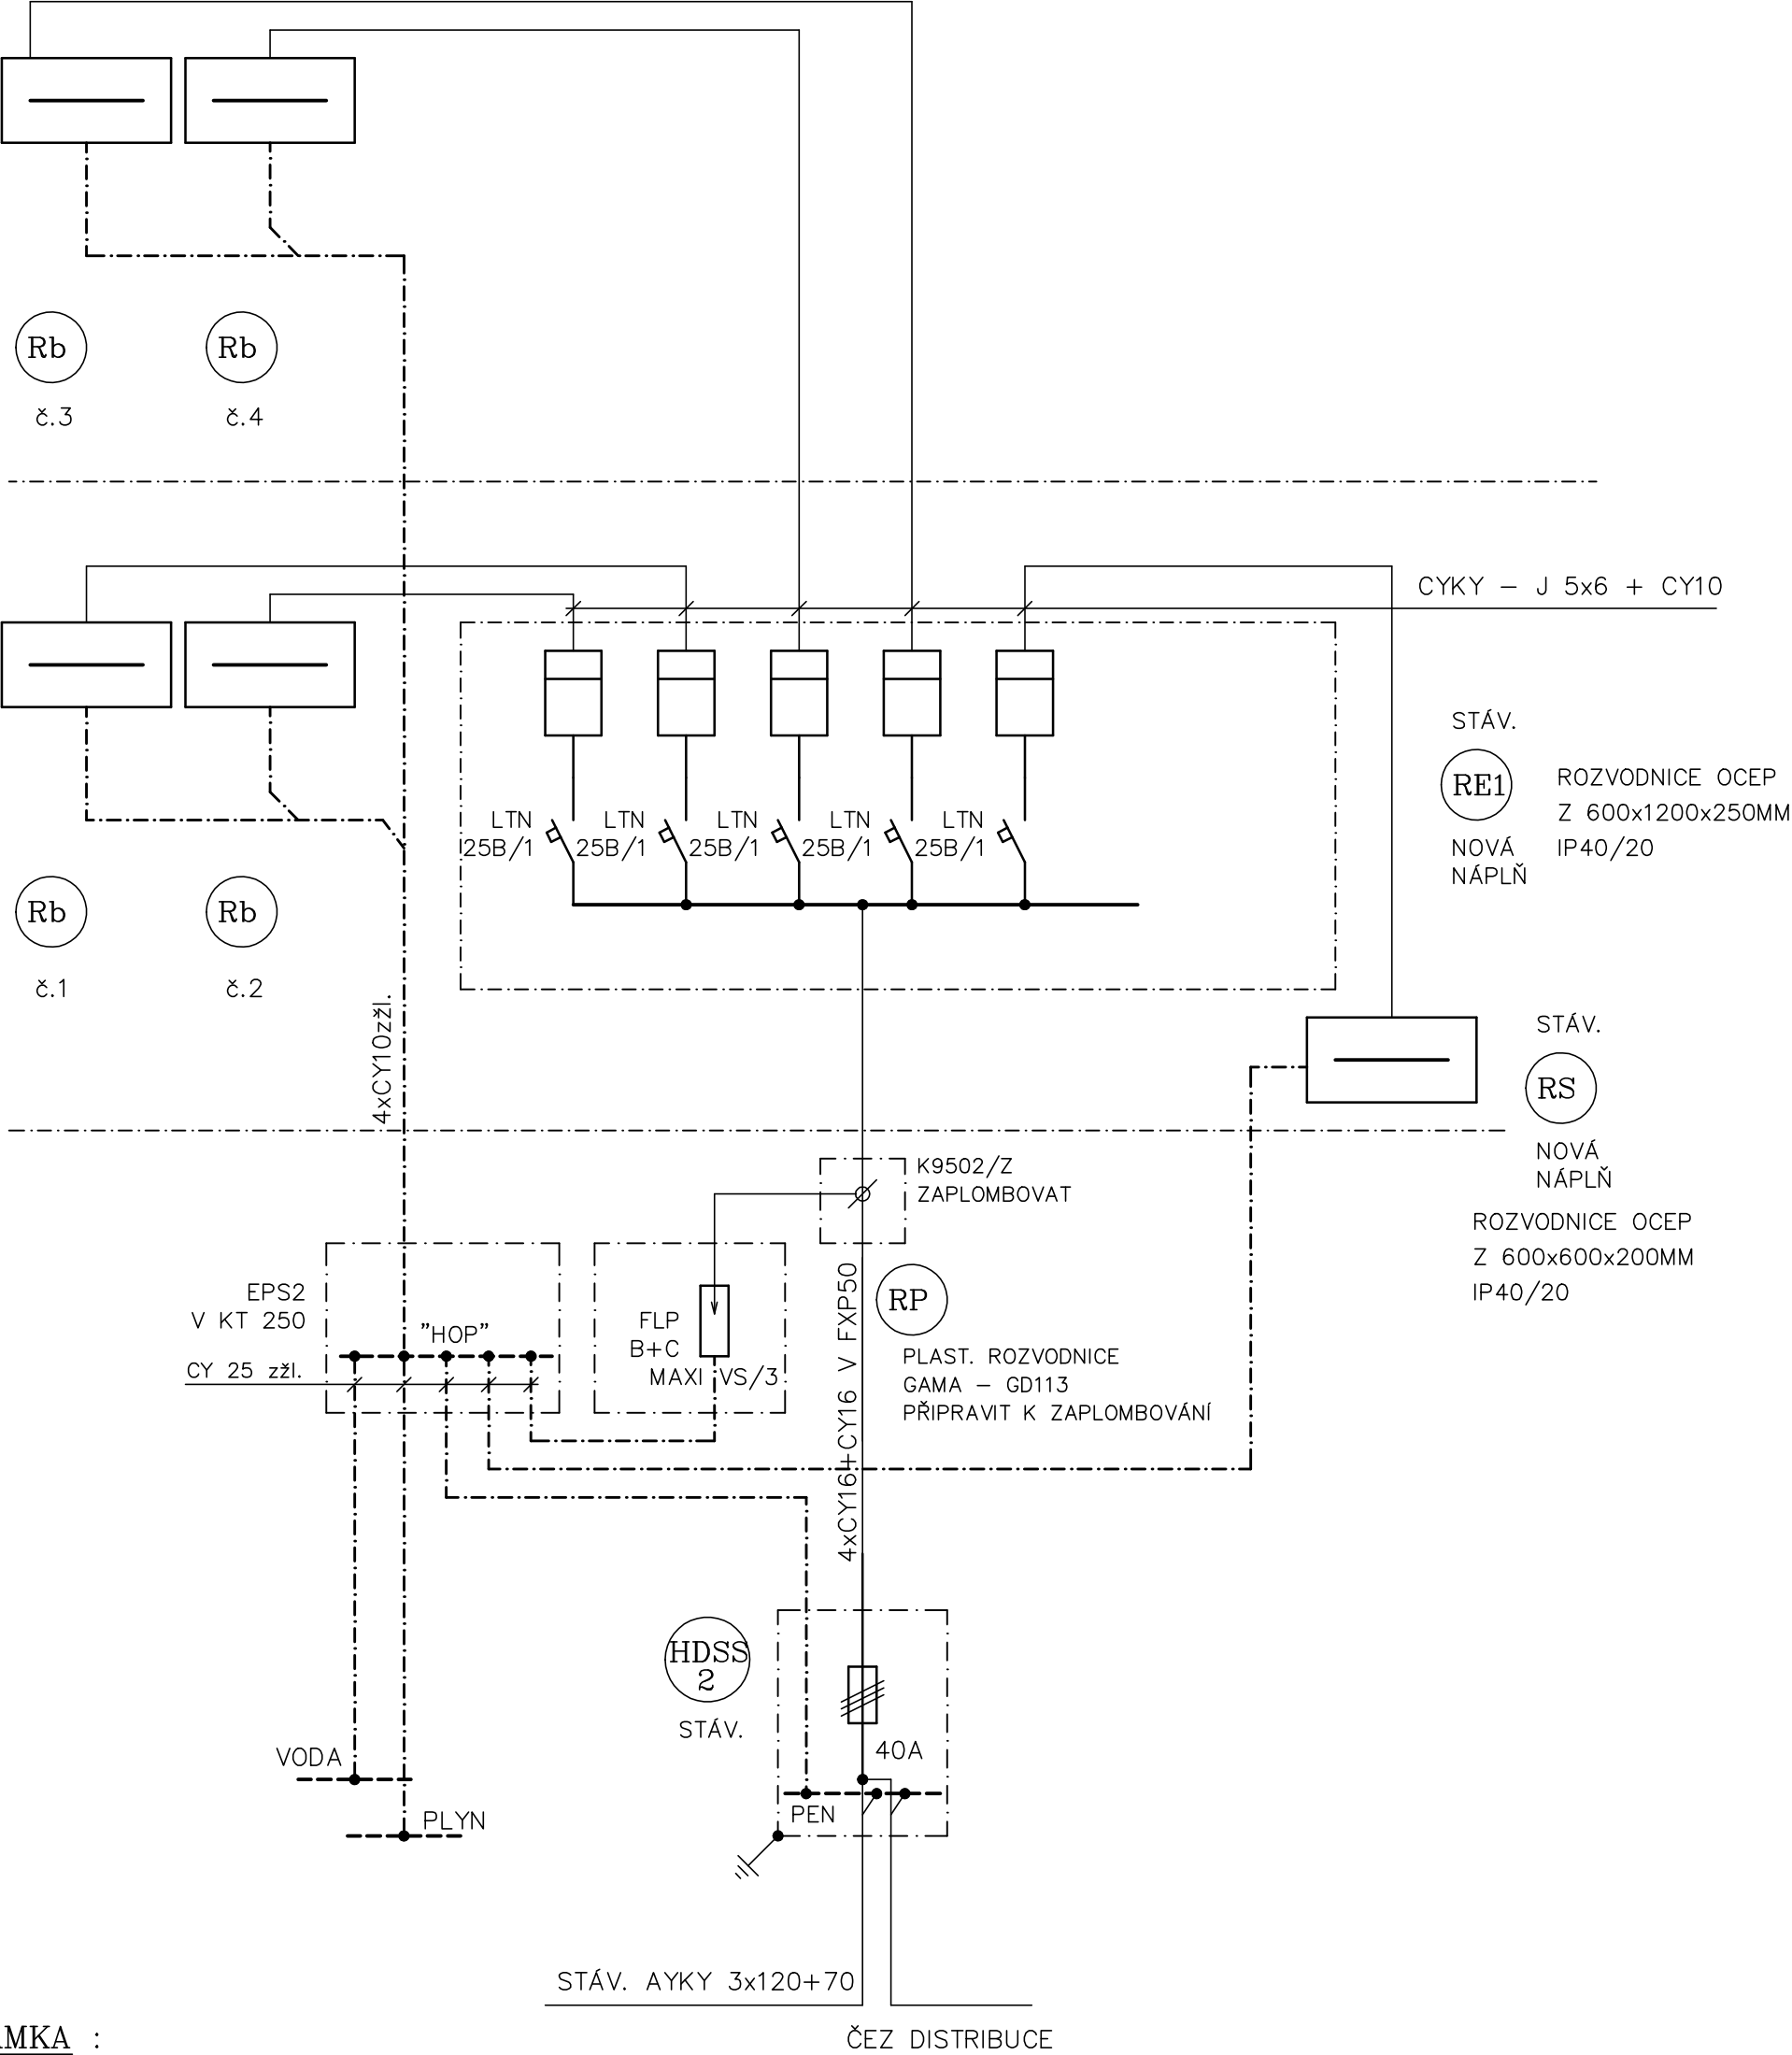 Rb
Rb
č.3
č.4
CYKY - J 5x6 + CY10
STÁV.
RE1
ROZVODNICE OCEP
Z 600x1200x250MM
IP40/20
NOVÁ
NÁPLŇ
LTN
25B/1
LTN
25B/1
LTN
25B/1
LTN
25B/1
LTN
25B/1
Rb
Rb
č.1
č.2
4xCY10zžl.
STÁV.
RS
NOVÁ
NÁPLŇ
ROZVODNICE OCEP
Z 600x600x200MM
IP40/20
K9502/Z
ZAPLOMBOVAT
EPS2
V KT 250
"HOP"
CY 25 zžl.
FLP
B+C
MAXI VS/3
4xCY16+CY16 V FXP50
RP
PLAST. ROZVODNICE
GAMA - GD113
PŘIPRAVIT K ZAPLOMBOVÁNÍ
HDSS
2
STÁV.
40A
PEN
VODA
PLYN
STÁV. AYKY 3x120+70
ČEZ DISTRIBUCE
: